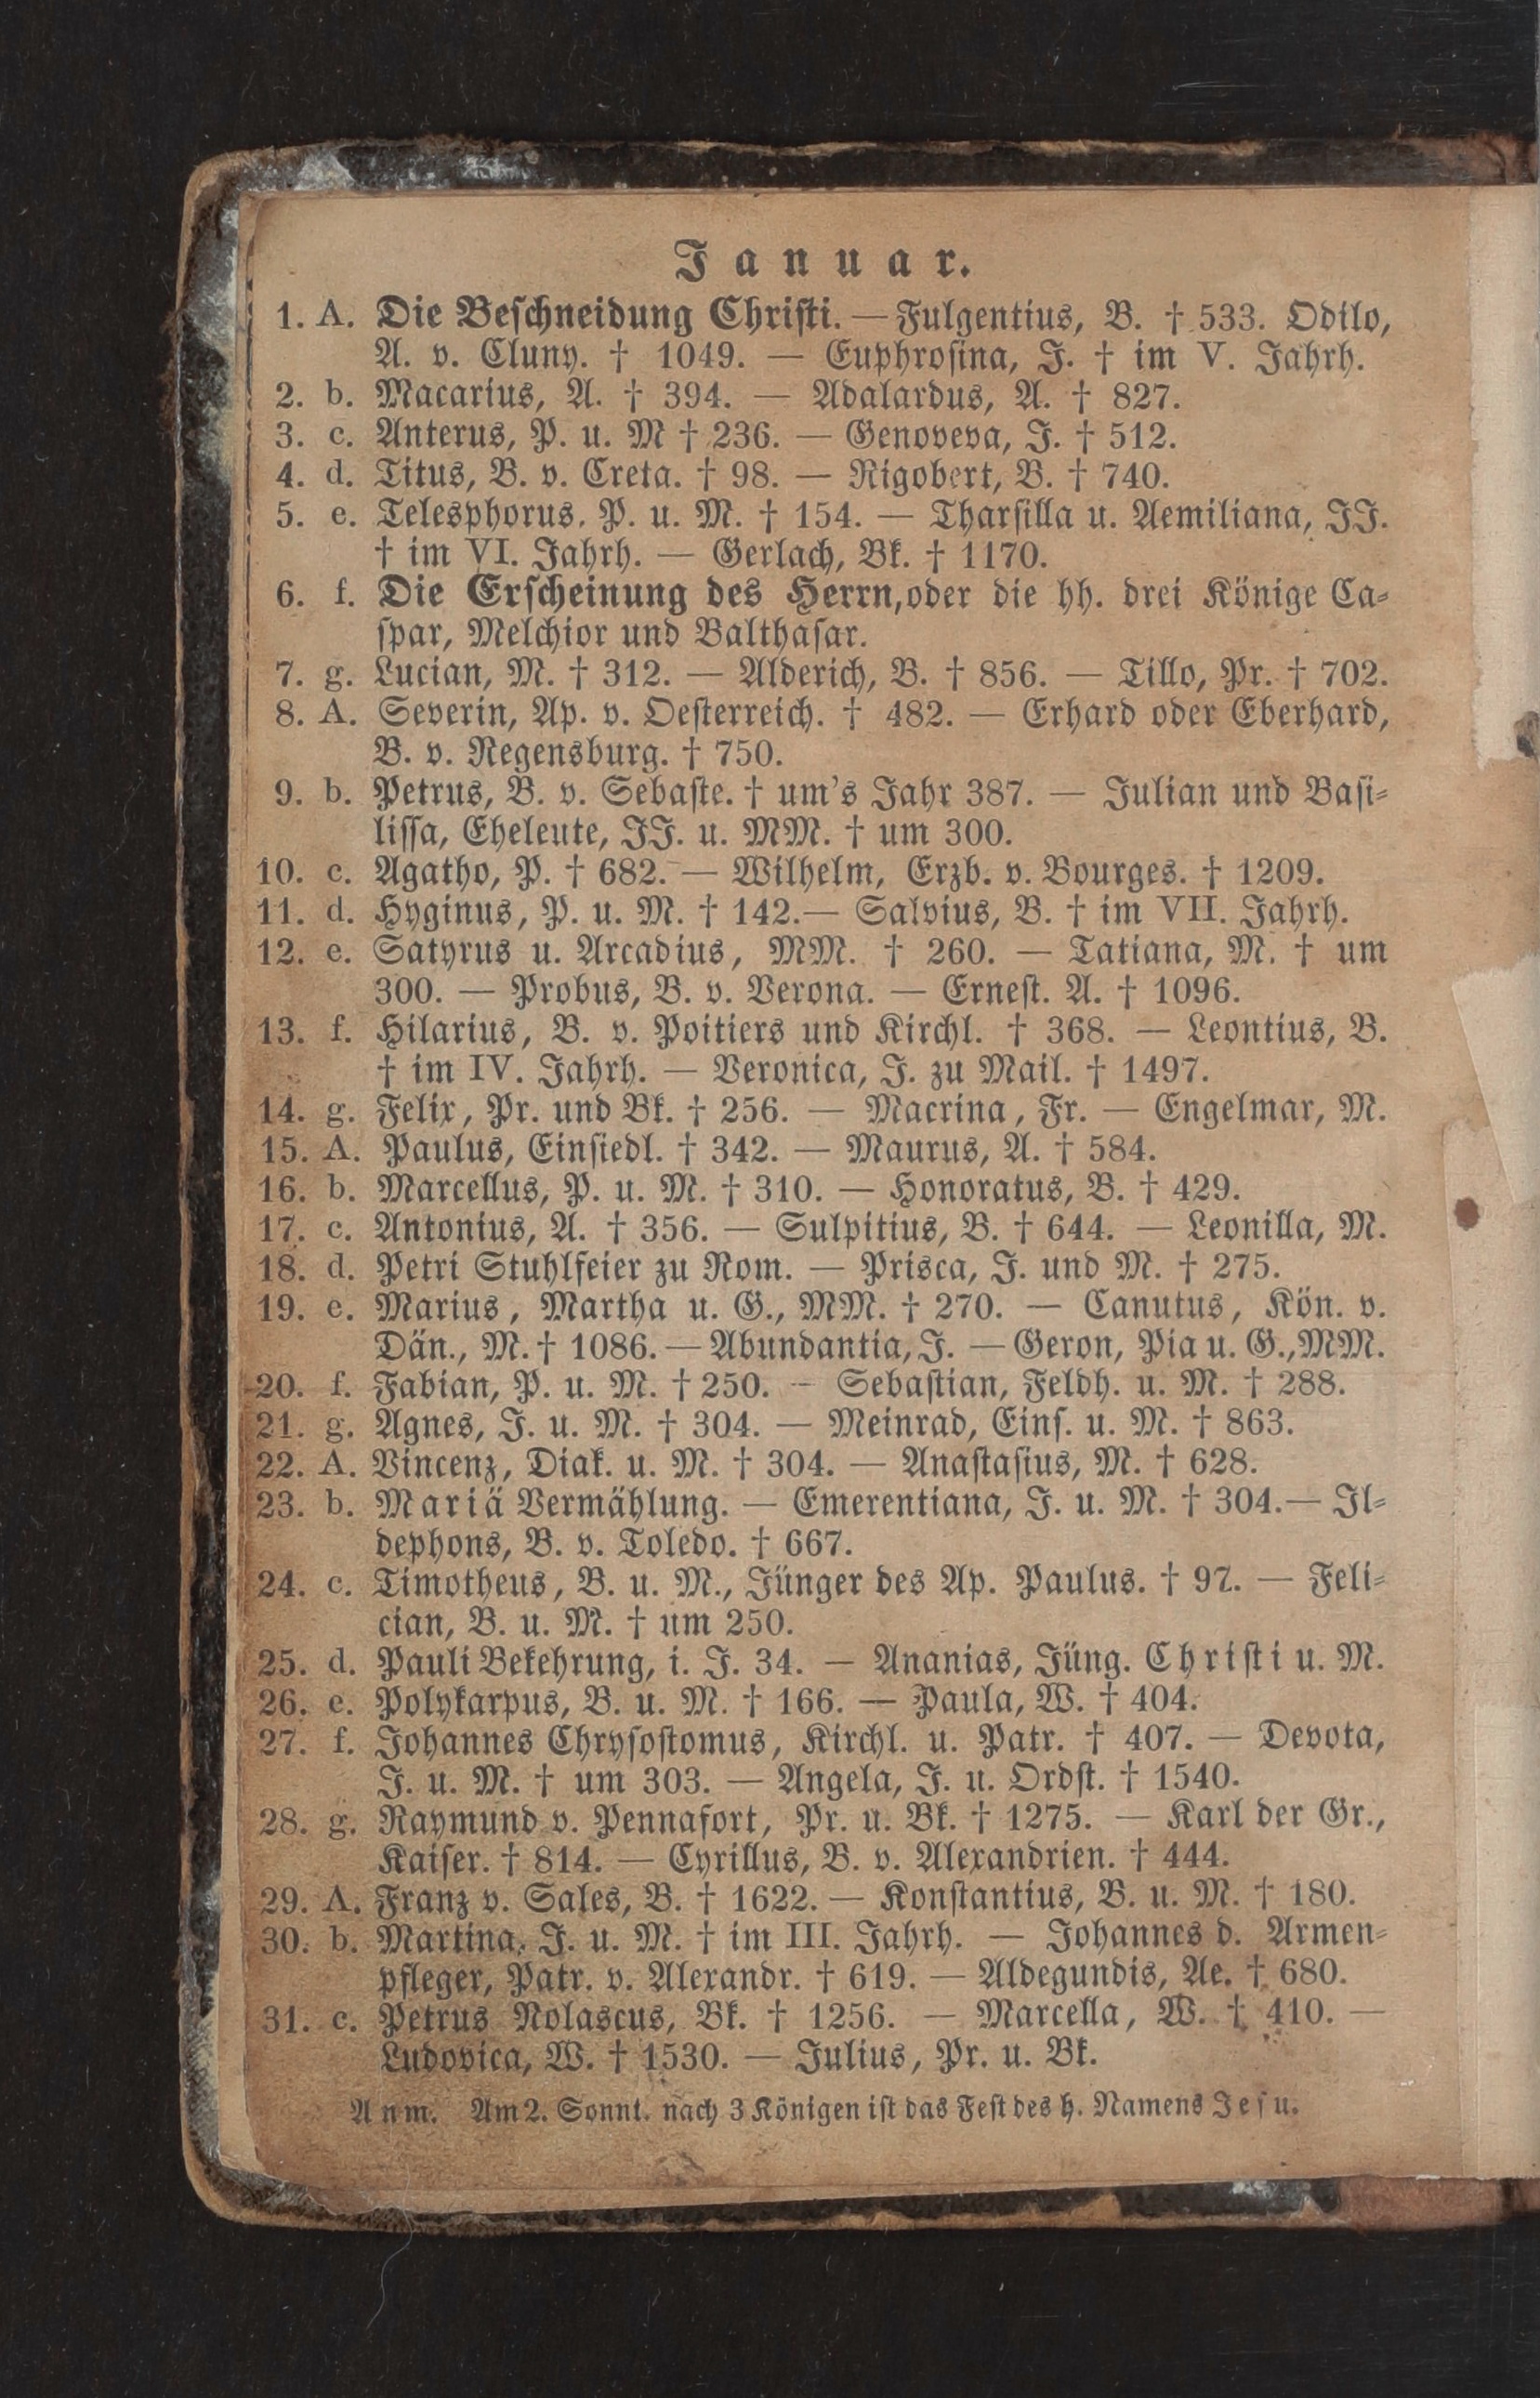 Januar.
1. A. Die Beschneidung Christi. — Fulgentius, B. † 533. Odilo,
A. v. Cluny. † 1049. — Euphrosina, J. † im V. Jahrh.
2. b. Macarius, A. † 394. — Adalardus, A. † 827.
3. c. Anterus, P. u. M † 236. — Genoveva, J. † 512.
4. d. Titus, B. v. Creta. † 98. — Rigobert, B. † 740.
5. e. Telesphorus. P. u. M. † 154. — Tharsilla u. Aemiliana, JJ.
† im VI. Jahrh. — Gerlach, Bk. † 1170.
6. f. Die Erscheinung des Herrn, oder die hh. drei Könige Ca-
spar, Melchior und Balthasar.
7. g. Lucian, M. † 312. — Alderich, B. † 856. — Tillo, Pr. † 702.
8. A. Severin, Ap. v. Oesterreich. † 482. — Erhard oder Eberhard,
B. v. Regensburg. † 750.
9. b. Petrus, B. v. Sebaste. † um's Jahr 387. — Julian und Basi-
lissa, Eheleute, JJ. u. MM. † um 300.
10. c. Agatho, P. † 682. — Wilhelm, Erzb. v. Bourges. † 1209.
11. d. Hyginus, P. u. M. † 142. — Salvius, B. † im VII. Jahrh.
12. e. Satyrus u. Arcadius, MM. † 260. — Tatiana, M. † um
300. — Probus, B. v. Verona. — Ernest. A. † 1096.
13. f. Hilarius, B. v. Poitiers und Kirchl. † 368. — Leontius, B.
† im IV. Jahrh. — Veronica, J. zu Mail. † 1497.
14. g. Felix, Pr. und Bk. † 256. — Macrina, Fr. — Engelmar, M.
15. A. Paulus, Einsiedl. † 342. — Maurus, A. † 584.
16. b. Marcellus, P. u. M. † 310. — Honoratus, B. † 429.
17. c. Antonius, A. † 356. — Sulpitius, B. † 644. — Leonilla, M.
18. d. Petri Stuhlfeier zu Rom. — Prisca, J. und M. † 275.
19. e. Marius, Martha u. G., MM. † 270. — Canutus, Kön. v.
Dän., M. † 1086. — Abundantia, J. — Geron, Pia u. G., MM.
20. f. Fabian, P. u. M. † 250. — Sebastian, Feldh. u. M. † 288.
21. g. Agnes, J. u. M. † 304. — Meinrad, Eins. u. M. † 863.
22. A. Vincenz, Diak. u. M. † 304. — Anastasius, M. † 628.
23. b. Mariä Vermählung. — Emerentiana, J. u. M. † 304. — Il-
dephons, B. v. Toledo. † 667.
24. c. Timotheus, B. u. M., Jünger des Ap. Paulus. † 97. — Feli-
cian, B. u. M. † um 250.
25. d. Pauli Bekehrung, i. J. 34. — Ananias, Jüng. Christi u. M.
26. e. Polykarpus, B. u. M. † 166. — Paula, W. † 404.
27. f. Johannes Chrysostomus, Kirchl. u. Patr. † 407. — Devota,
J. u. M. † um 303. — Angela, J. u. Ordst. † 1540.
28. g. Raymund v. Pennafort, Pr. u. Bk. † 1275. — Karl der Gr.,
Kaiser. † 814. — Cyrillus, B. v. Alexandrien. † 444.
29. A. Franz v. Sales, B. † 1622. — Konstantius, B. u. M. † 180.
30. b. Martina, J. u. M. † im III. Jahrh. — Johannes d. Armen-
pfleger, Patr. v. Alexandr. † 619. — Aldegundis, Ae. † 680.
31. c. Petrus Nolascus, Bk. † 1256. — Marcella, W. † 410. —
Ludovica, W. † 1530. — Julius, Pr. u. Bk.
Anm. Am 2. Sonnt. nach 3 Königen ist das Fest des h. Namens Jesu.